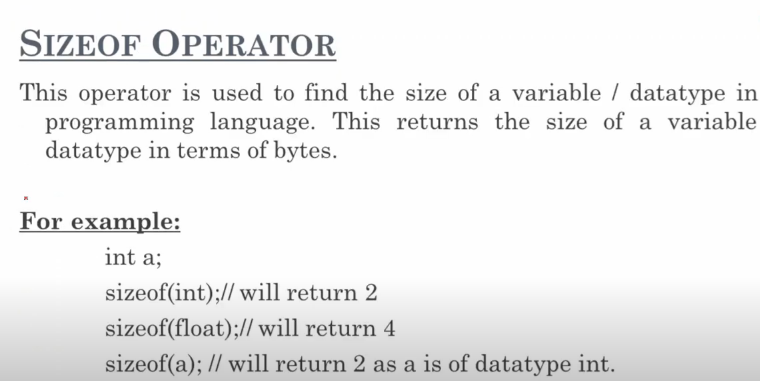 SIZEOF OPERATOR
This operator is used to find the size of a variable / datatype in
programming language. This returns the size of a variable
datatype in terms of bytes.
For example:
int a;
sizeof(int);// will return 2
sizeof(float);// will return 4
sizeof(a); // will return 2 as a is of datatype int.